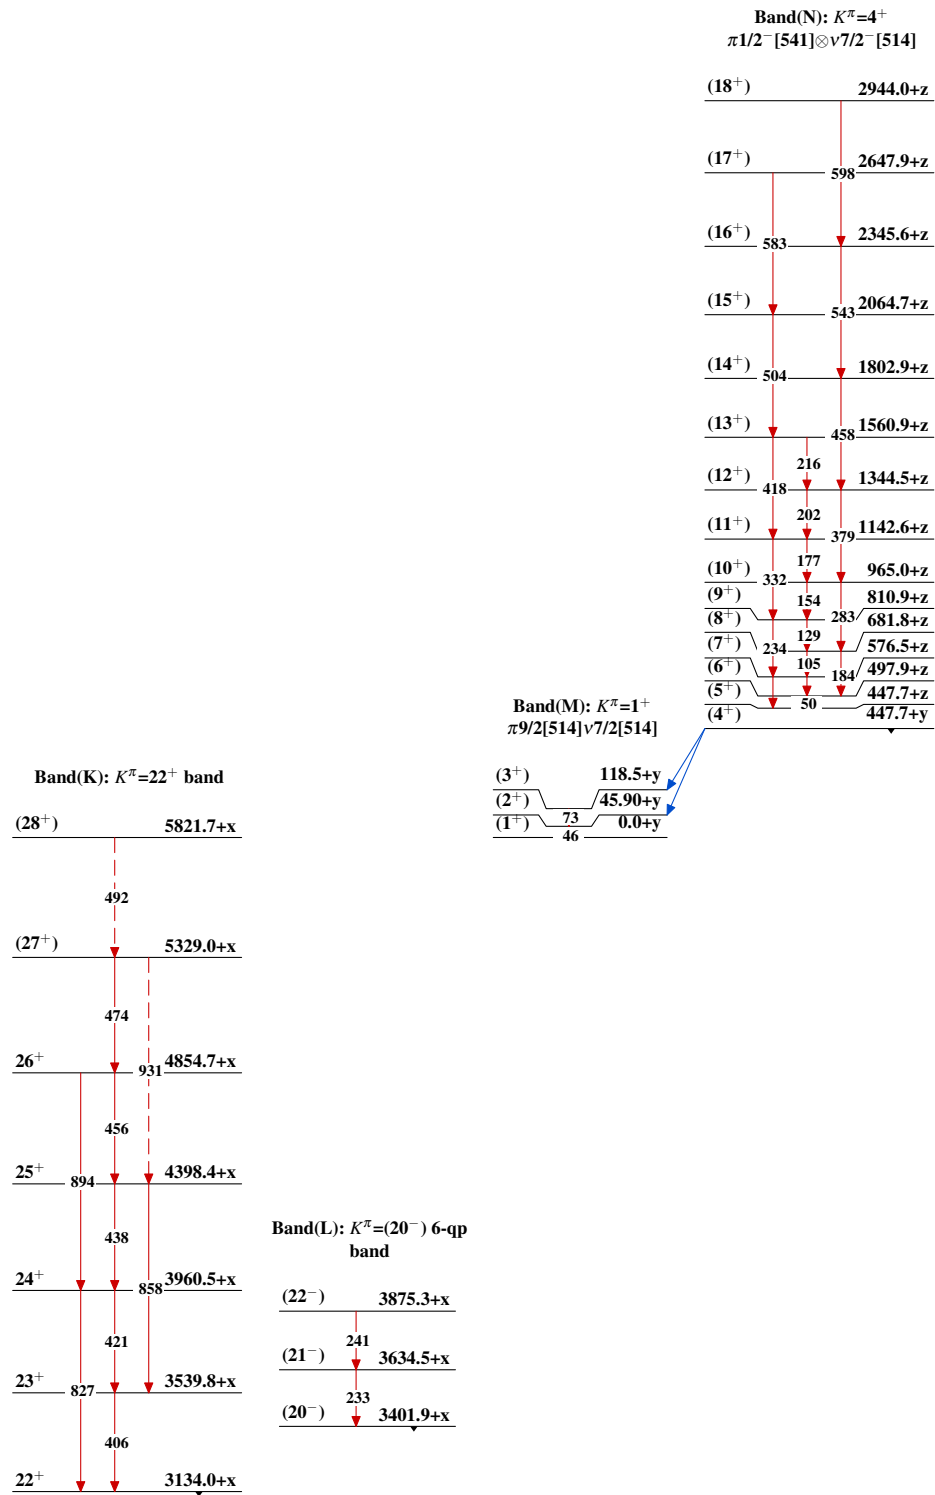 Band(N): Kπ=4+
π1/2−[541]⊗ν7/2−[514]
(18+) 2944.0+z
(17+) 2647.9+z
598
(16+) 2345.6+z
583
(15+) 2064.7+z
543
(14+) 1802.9+z
504
(13+) 1560.9+z
458
216
(12+) 1344.5+z
418
202
(11+) 1142.6+z
379
177
(10+) 965.0+z
332
(9+) 810.9+z
154
283
(8+) 681.8+z
129
(7+) 576.5+z
234
105
(6+) 497.9+z
184
(5+) 447.7+z
50
(4+) 447.7+y
Band(M): Kπ=1+
π9/2[514]ν7/2[514]
(3+) 118.5+y
(2+) 45.90+y
73
(1+) 0.0+y
46
Band(K): Kπ=22+ band
(28+) 5821.7+x
492
(27+) 5329.0+x
474
26+ 4854.7+x
931
456
25+ 4398.4+x
894
438
24+ 3960.5+x
858
421
23+ 3539.8+x
827
406
22+ 3134.0+x
Band(L): Kπ=(20−) 6-qp
band
(22−) 3875.3+x
241
(21−) 3634.5+x
233
(20−) 3401.9+x